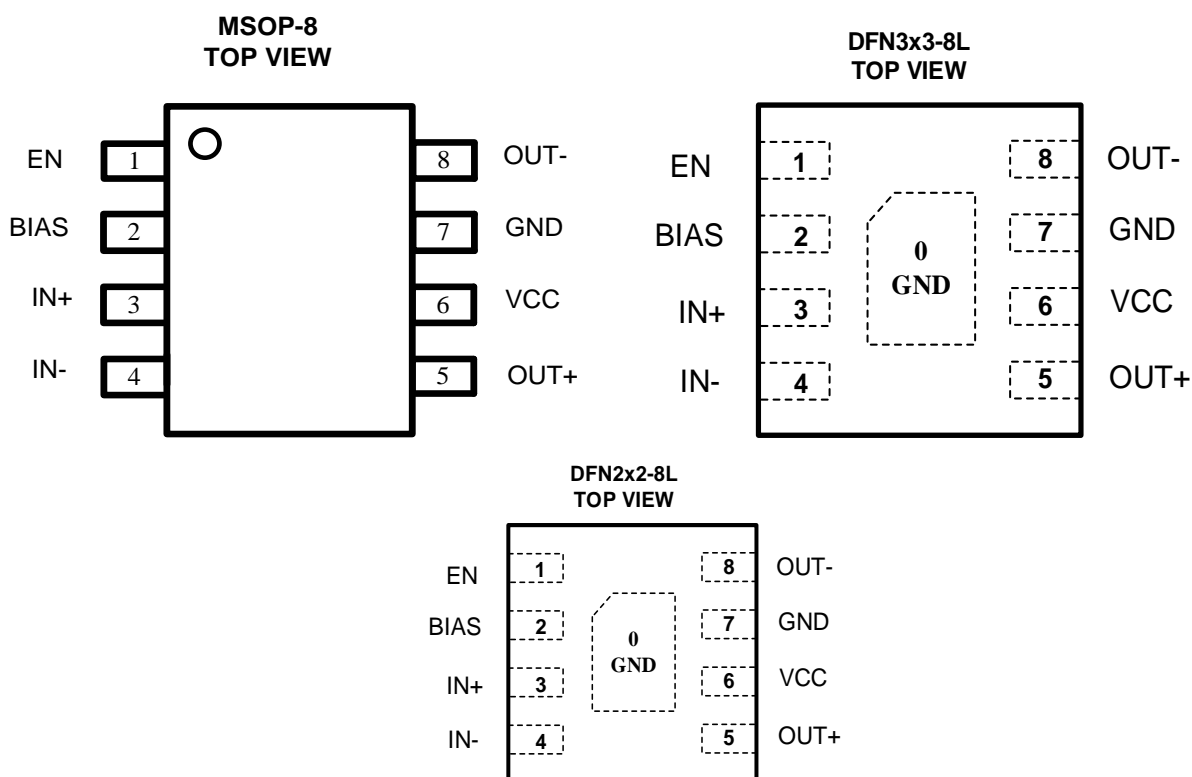 MSOP-8
TOP VIEW
EN 1 8 OUT-
BIAS 2 7 GND
IN+ 3 6 VCC
IN- 4 5 OUT+
DFN3x3-8L
TOP VIEW
EN 1 8 OUT-
BIAS 2 0 7 GND
GND
IN+ 3 6 VCC
IN- 4 5 OUT+
DFN2x2-8L
TOP VIEW
EN 1 8 OUT-
BIAS 2 0 7 GND
GND
IN+ 3 6 VCC
IN- 4 5 OUT+